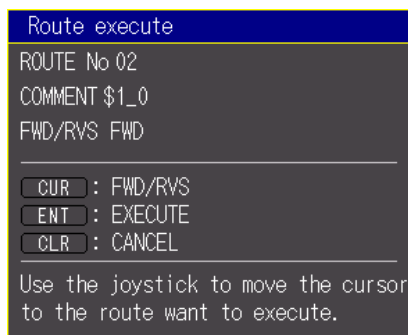 Route execute
ROUTE No 02
COMMENT $1_0
FWD/RVS FWD
CUR : FWD/RVS
ENT : EXECUTE
CLR : CANCEL
Use the joystick to move the cursor
to the route want to execute.